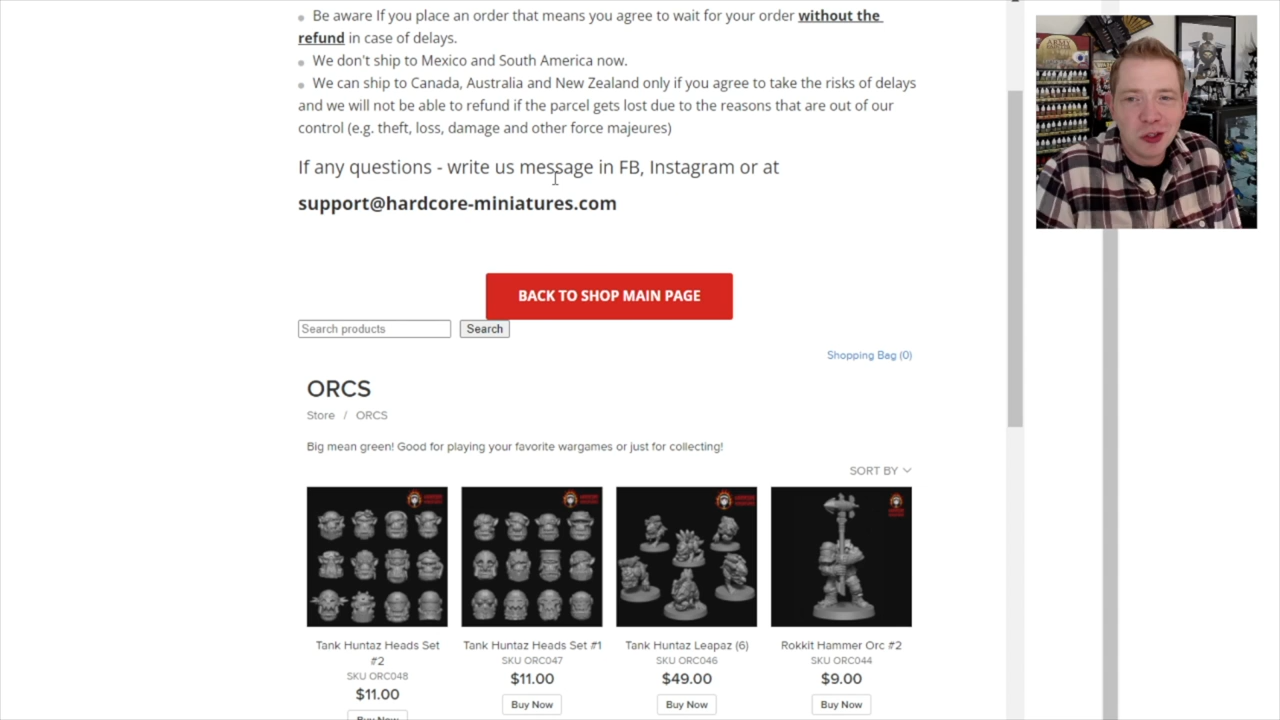 Be aware If you place an order that means you agree to wait for your order without the
refund in case of delays.
We don't ship to Mexico and South America now.
We can ship to Canada, Australia and New Zealand only if you agree to take the risks of delays
and we will not be able to refund if the parcel gets lost due to the reasons that are out of our
control (e.g. theft, loss, damage and other force majeures)
If any questions - write us message in FB, Instagram or at
support@hardcore-miniatures.com
BACK TO SHOP MAIN PAGE
Search products
Search
Shopping Bag (0)
ORCS
Store / ORCS
Big mean green! Good for playing your favorite wargames or just for collecting!
SORT BY
Tank Huntaz Heads Set
#2
SKU ORC048
$11.00
Buy Now
Tank Huntaz Heads Set #1
SKU ORC047
$11.00
Buy Now
Tank Huntaz Leapaz (6)
SKU ORC046
$49.00
Buy Now
Rokkit Hammer Orc #2
SKU ORC044
$9.00
Buy Now